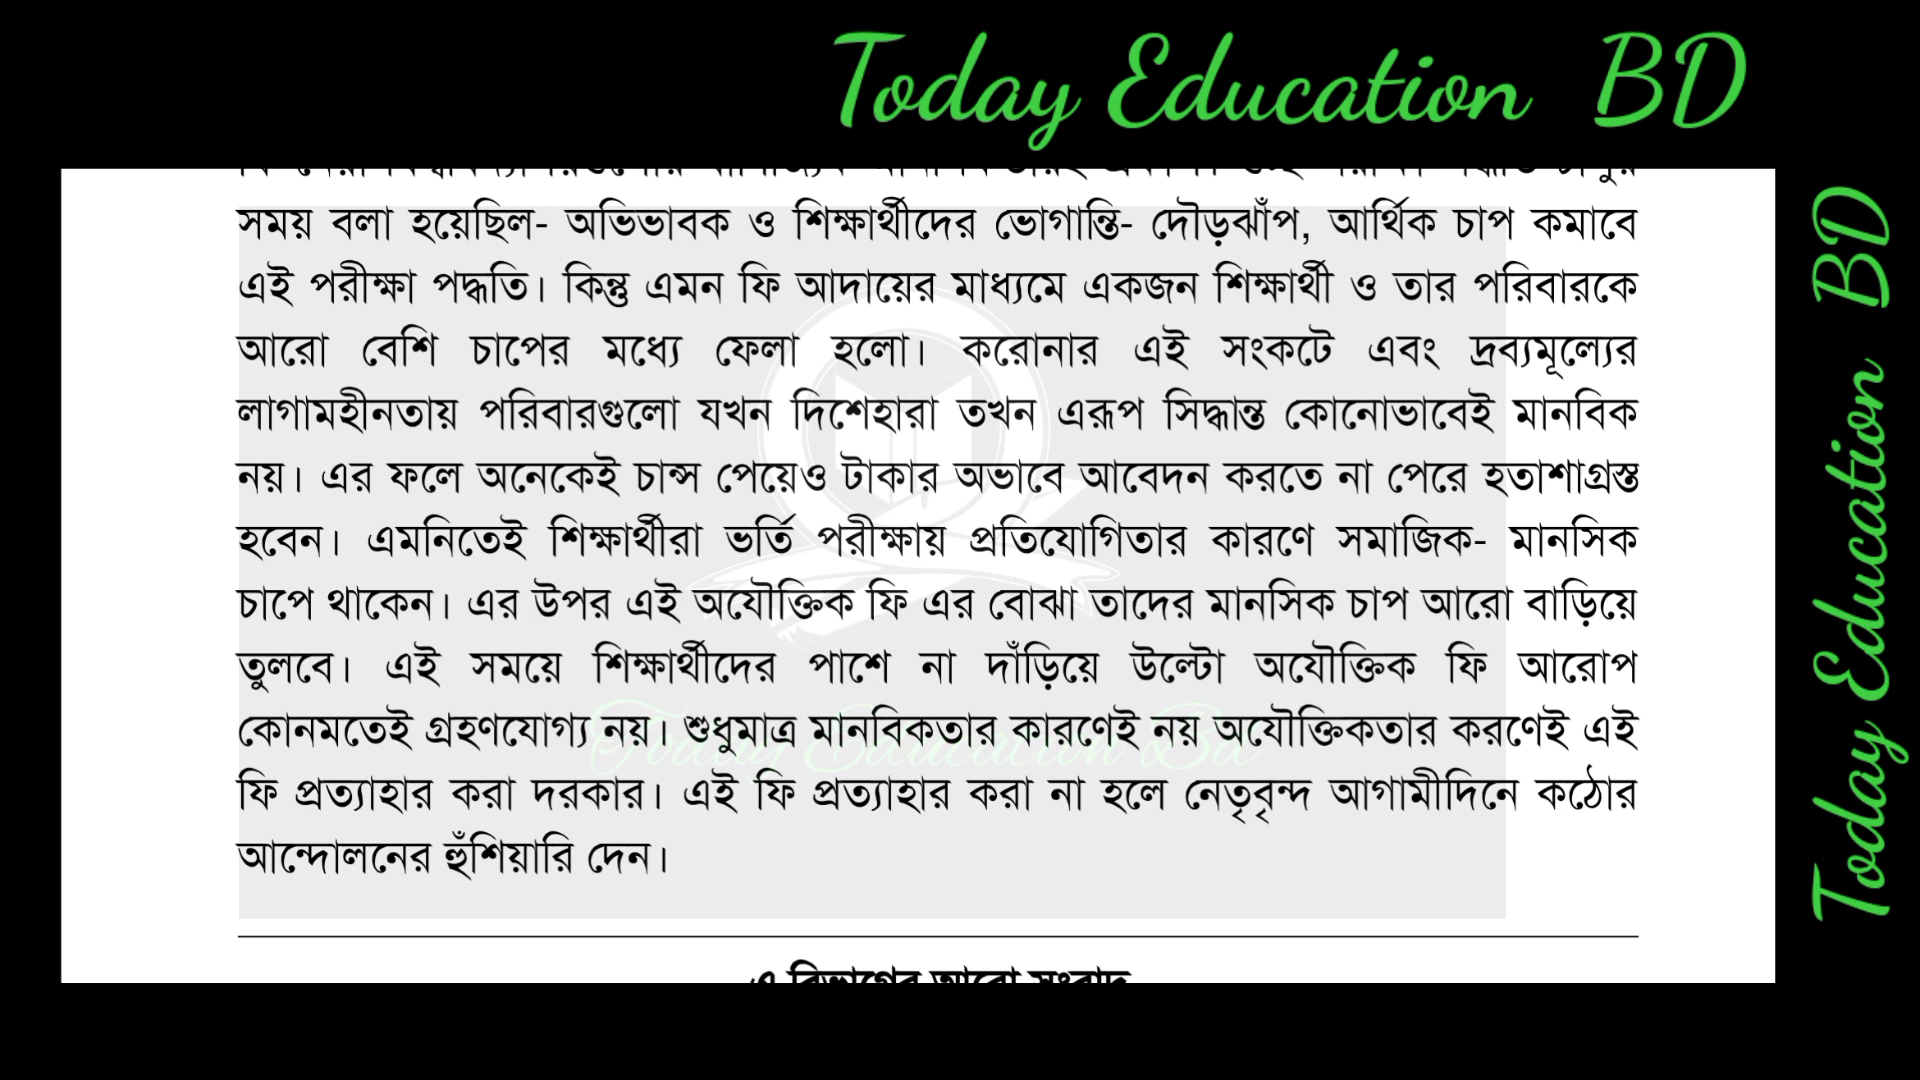 Today Education BD
সময় বলা হয়েছিল- অভিভাবক ও শিক্ষার্থীদের ভোগান্তি- দৌড়ঝাঁপ, আর্থিক চাপ কমাবে
এই পরীক্ষা পদ্ধতি। কিন্তু এমন ফি আদায়ের মাধ্যমে একজন শিক্ষার্থী ও তার পরিবারকে
আরো বেশি চাপের মধ্যে ফেলা হলো। করোনার এই সংকটে এবং দ্রব্যমূল্যের
লাগামহীনতায় পরিবারগুলো যখন দিশেহারা তখন এরূপ সিদ্ধান্ত কোনোভাবেই মানবিক
নয়। এর ফলে অনেকেই চান্স পেয়েও টাকার অভাবে আবেদন করতে না পেরে হতাশাগ্রস্ত
হবেন। এমনিতেই শিক্ষার্থীরা ভর্তি পরীক্ষায় প্রতিযোগিতার কারণে সমাজিক- মানসিক
চাপে থাকেন। এর উপর এই অযৌক্তিক ফি এর বোঝা তাদের মানসিক চাপ আরো বাড়িয়ে
তুলবে। এই সময়ে শিক্ষার্থীদের পাশে না দাঁড়িয়ে উল্টো অযৌক্তিক ফি আরোপ
কোনমতেই গ্রহণযোগ্য নয়। শুধুমাত্র মানবিকতার কারণেই নয় অযৌক্তিকতার করণেই এই
ফি প্রত্যাহার করা দরকার। এই ফি প্রত্যাহার করা না হলে নেতৃবৃন্দ আগামীদিনে কঠোর
আন্দোলনের হুঁশিয়ারি দেন।
Today Education Bd
এ বিভাগের আরো সংবাদ
Today Education BD